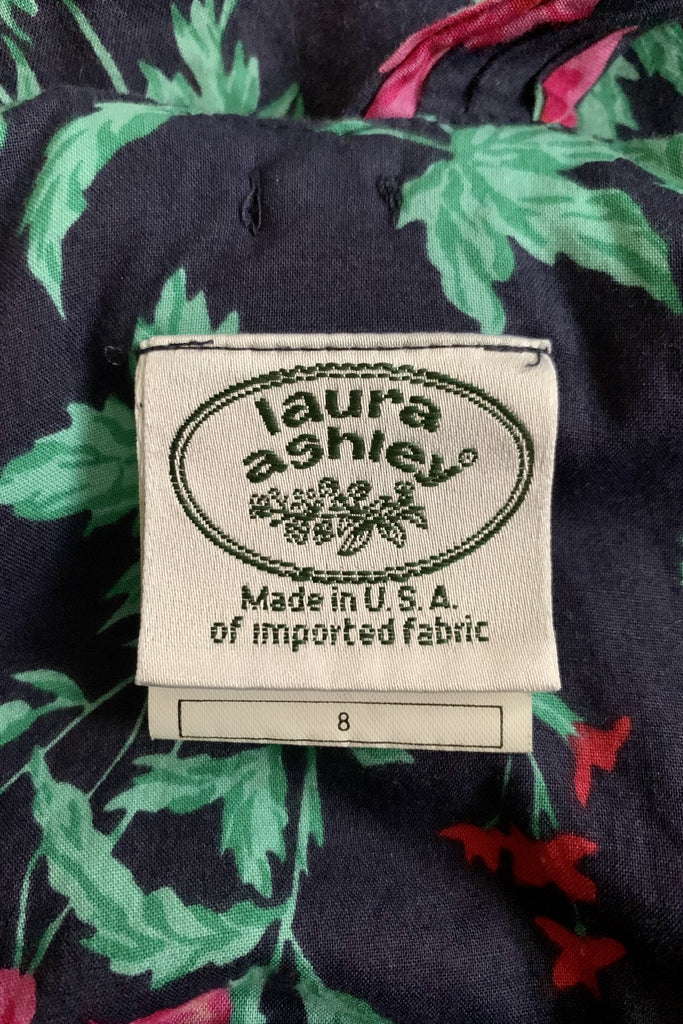 laura
ashley®
Made in U.S.A.
of imported fabric
8